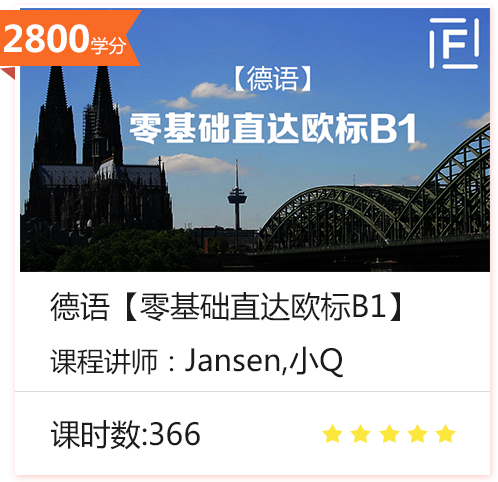 2800学分
F
【德语】
零基础直达欧标B1
德语【零基础直达欧标B1】
课程讲师：Jansen,小Q
课时数:366